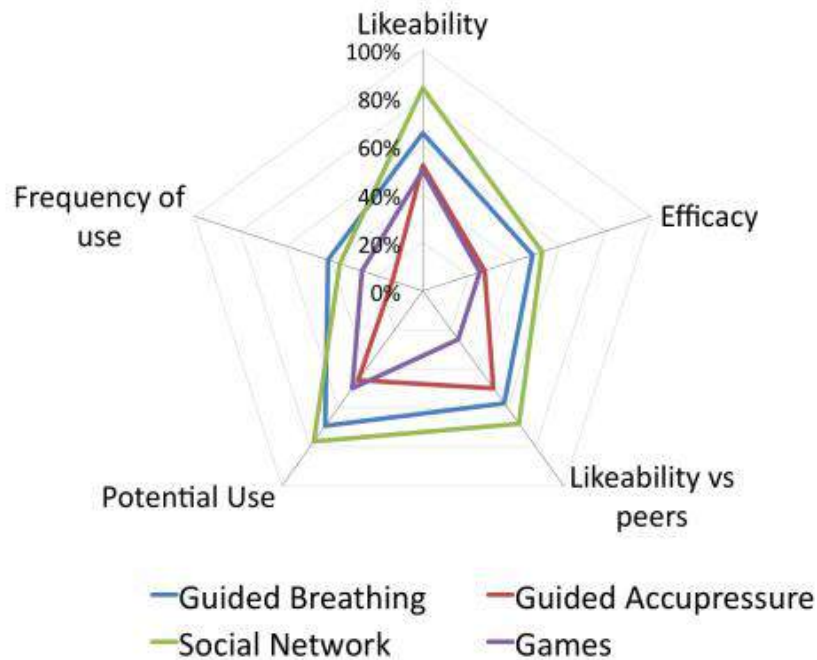 Likeability
100%
80%
60%
40%
20%
0%
Frequency of
use
Efficacy
Potential Use
Likeability vs
peers
Guided Breathing
Guided Accupressure
Social Network
Games